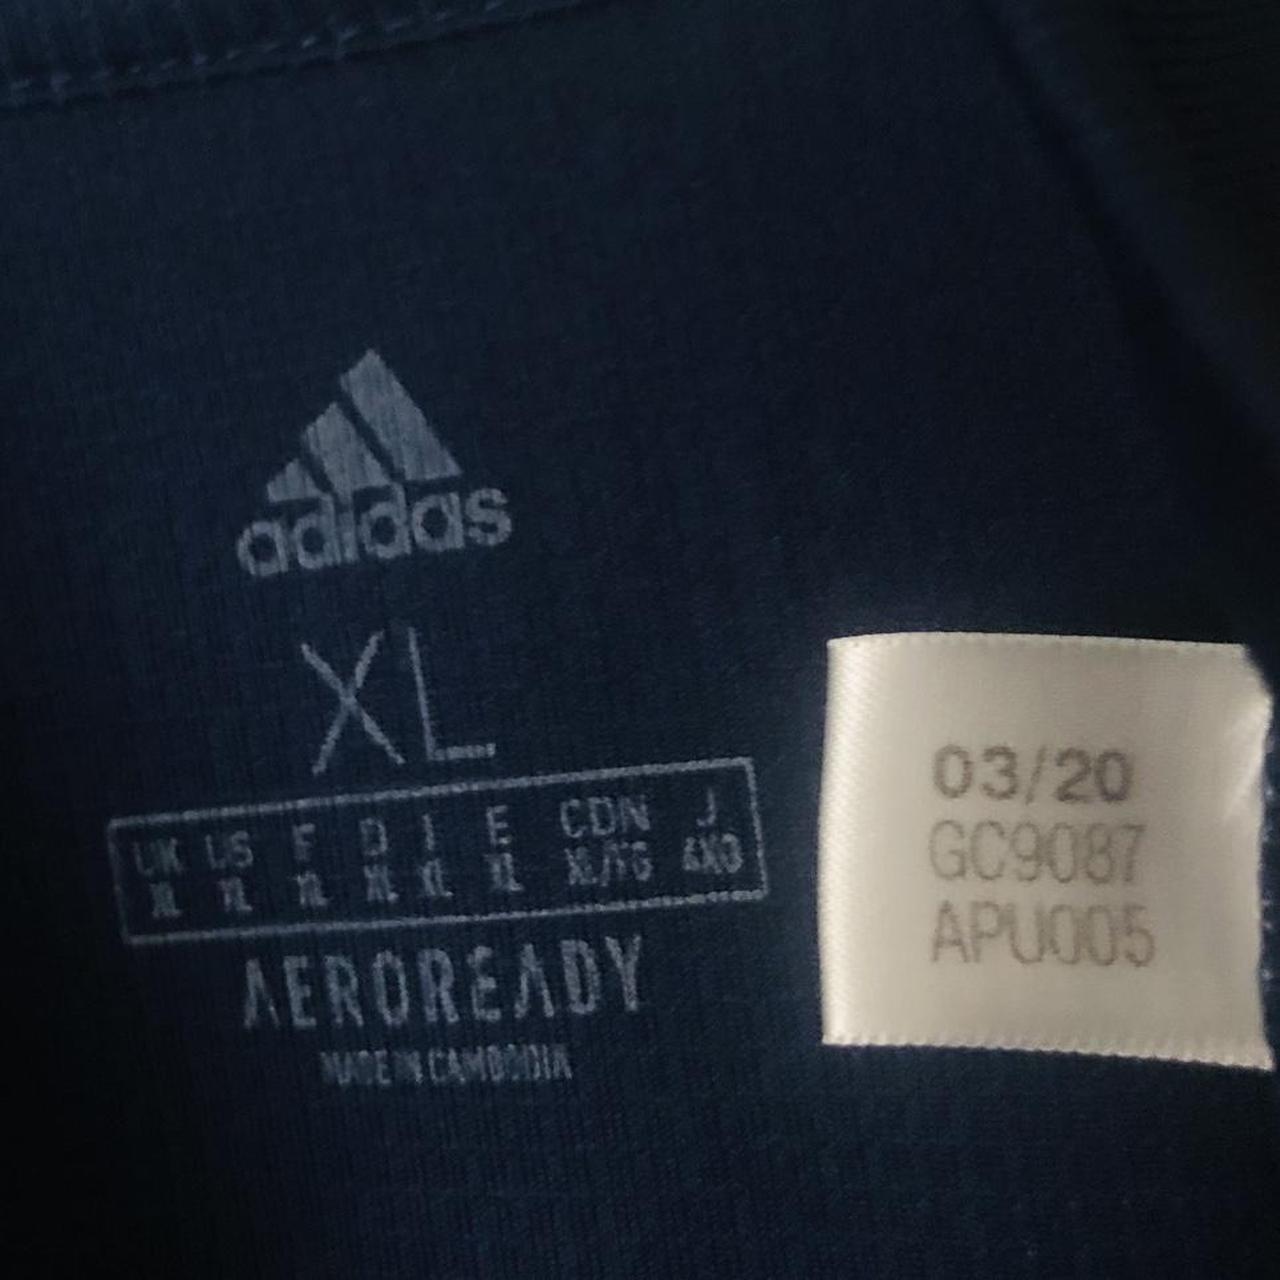 adidas
XL
UK US F D I E CDN J
XL XL XL XL XL XL XL/TG 4XO
AEROREADY
MADE IN CAMBODIA
03/20
GC9087
APU005